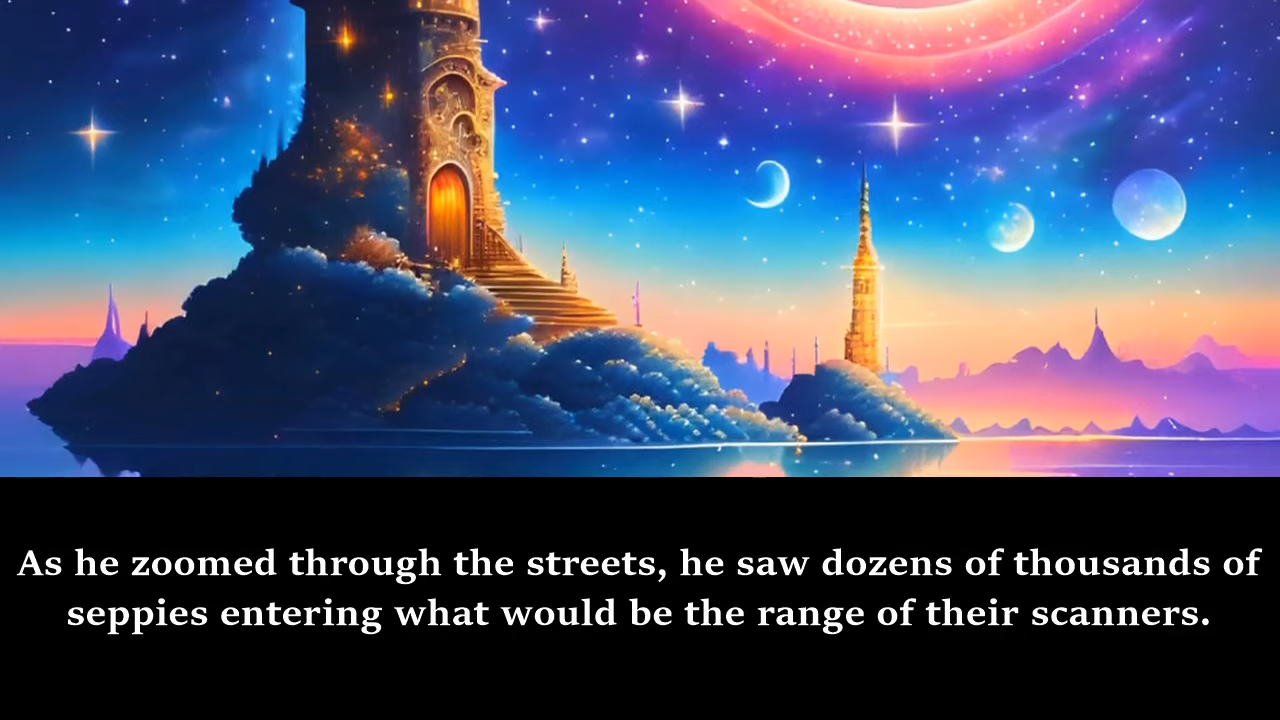 As he zoomed through the streets, he saw dozens of thousands of
seppies entering what would be the range of their scanners.